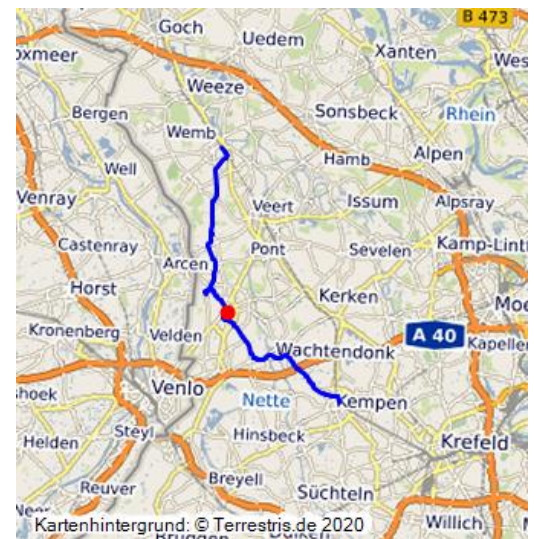 B 473
Goch
Uedem
Xanten
oxmeer
Wes
Weeze
Bergen
Sonsbeck
Rhein
Wemb
Hamb
Alpen
Well
Venray
Veert
Issum
Alpsray
Castenray
Pont
Sevelen
Kamp-Lintf
Arcen
Horst
Kerken
Moe
Kronenberg
Velden
A 40
Kapellen
Wachtendonk
Venlo
shoek
Nette
Kempen
Steyl
Hinsbeck
Krefeld
Helden
Breyell
Reuver
Süchteln
Willich
Kartenhintergrund: © Terrestris.de 2020